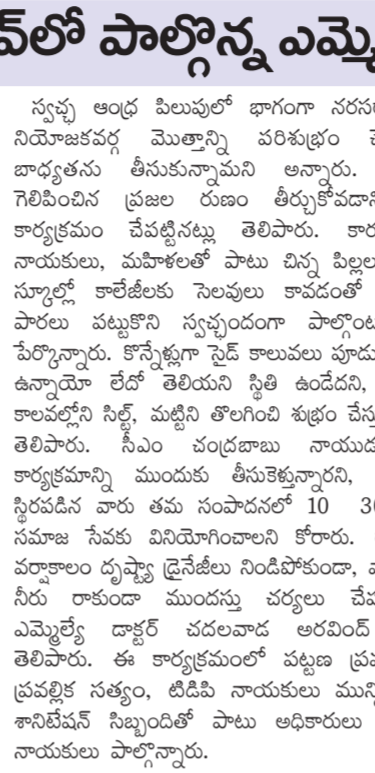 పాల్గొన్న ఎమ్మె
స్వచ్ఛ ఆంధ్ర పిలుపులో భాగంగా నరస
నియోజకవర్గ మొత్తాన్ని పరిశుభ్రం
బాధ్యతను తీసుకున్నామని అన్నారు.
గెలిపించిన ప్రజల రుణం తీర్చుకోవడాని
కార్యక్రమం చేపట్టినట్లు తెలిపారు. కార
నాయకులు, మహిళలతో పాటు చిన్న పిల్లల
స్కూల్లో కాలేజీలకు సెలవులు కావడంతో
పారలు పట్టుకొని స్వచ్ఛందంగా పాల్గొంట
పేర్కొన్నారు. కొన్నేళ్లుగా సైడ్ కాలువలు పూడు
ఉన్నాయో లేదో తెలియని స్థితి ఉండేదని,
కాలవల్లోని సిల్ట్, మట్టిని తొలగించి శుభ్రం చేస్త
తెలిపారు. సీఎం చంద్రబాబు నాయుడ
కార్యక్రమాన్ని ముందుకు తీసుకెళ్తున్నారని,
స్థిరపడిన వారు తమ సంపాదనలో 10 30
సమాజ సేవకు వినియోగించాలని కోరారు.
వర్షాకాలం దృష్ట్యా డ్రైనేజీలు నిండిపోకుండా,
నీరు రాకుండా ముందస్తు చర్యలు చేప
ఎమ్మెల్యే డాక్టర్ చదలవాడ అరవింద్
తెలిపారు. ఈ కార్యక్రమంలో పట్టణ ప్రవ
ప్రవల్లిక సత్యం, టిడిపి నాయకులు మున్సి
శానిటేషన్ సిబ్బందితో పాటు అధికారులు
నాయకులు పాల్గొన్నారు.